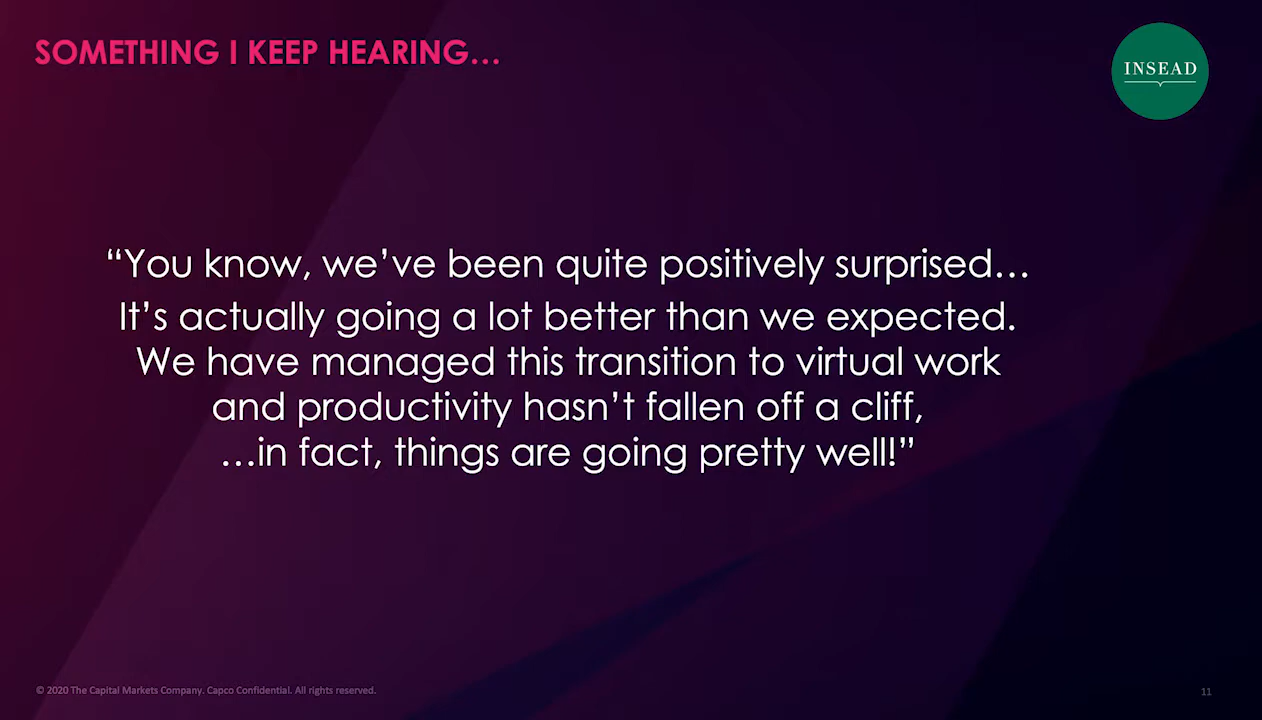 SOMETHING I KEEP HEARING…
INSEAD
“You know, we’ve been quite positively surprised…
It’s actually going a lot better than we expected.
We have managed this transition to virtual work
and productivity hasn’t fallen off a cliff,
…in fact, things are going pretty well!”
© 2020 The Capital Markets Company. Capco Confidential. All rights reserved.
11